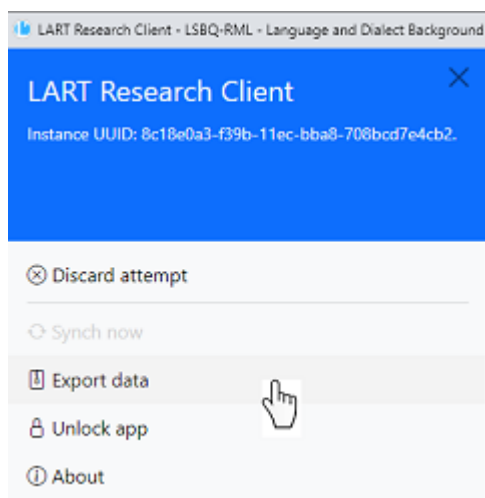 LART Research Client - LSBQ-RML - Language and Dialect Background
LART Research Client
Instance UUID: 8c18e0a3-f39b-11ec-bba8-708bcd7e4cb2.
Discard attempt
Synch now
Export data
Unlock app
About